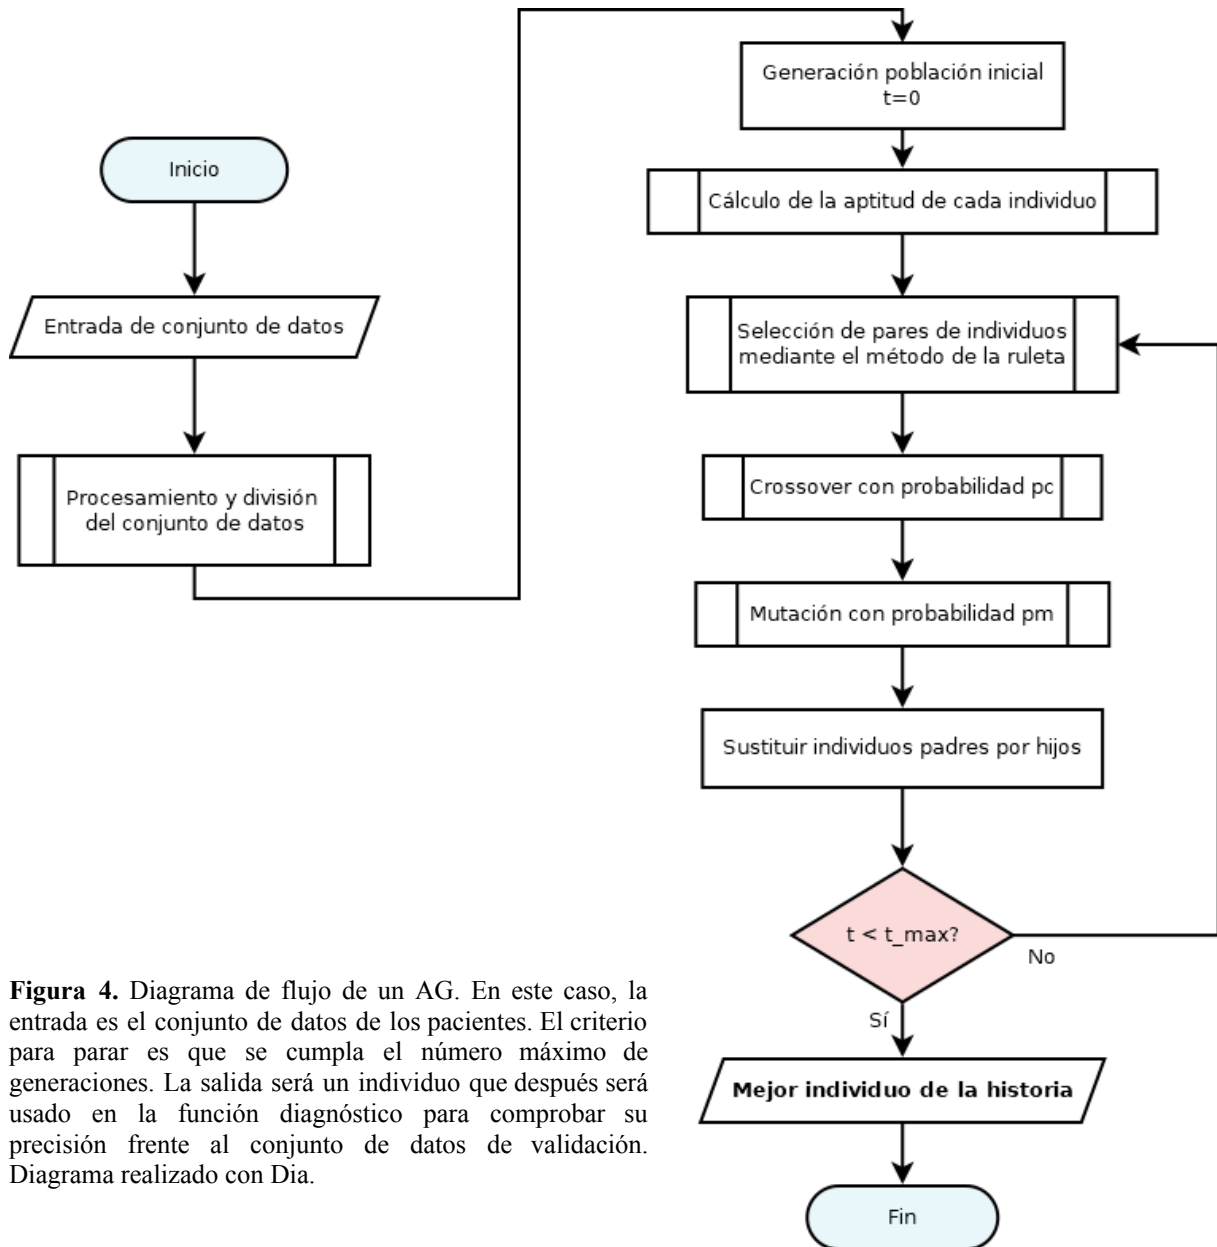 Inicio
Entrada de conjunto de datos
Procesamiento y división
del conjunto de datos
Generación población inicial
t=0
Cálculo de la aptitud de cada individuo
Selección de pares de individuos
mediante el método de la ruleta
Crossover con probabilidad pc
Mutación con probabilidad pm
Sustituir individuos padres por hijos
t < t_max?
No
Sí
Mejor individuo de la historia
Fin
Figura 4. Diagrama de flujo de un AG. En este caso, la
entrada es el conjunto de datos de los pacientes. El criterio
para parar es que se cumpla el número máximo de
generaciones. La salida será un individuo que después será
usado en la función diagnóstico para comprobar su
precisión frente al conjunto de datos de validación.
Diagrama realizado con Dia.